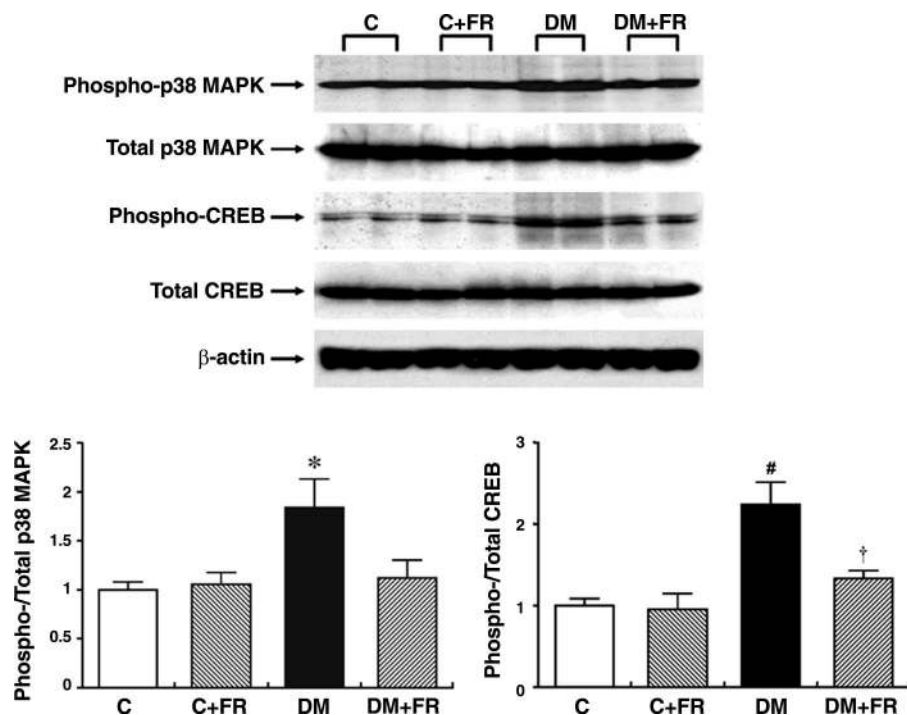 C C+FR DM DM+FR
Phospho-p38 MAPK
Total p38 MAPK
Phospho-CREB
Total CREB
β-actin
Phospho-/Total p38 MAPK
2.5
2
1.5
1
0.5
0
*
C C+FR DM DM+FR
Phospho-/Total CREB
3
2
1
0
#
†
C C+FR DM DM+FR